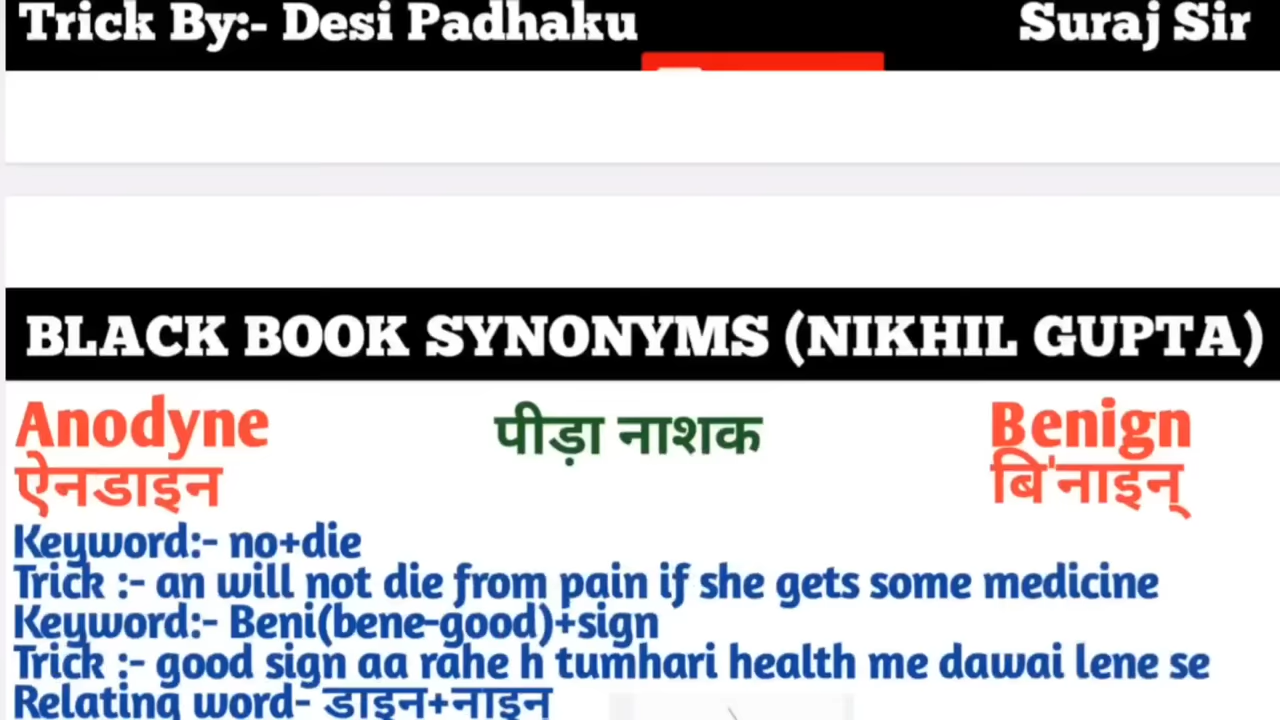 Trick By:- Desi Padhaku Suraj Sir
BLACK BOOK SYNONYMS (NIKHIL GUPTA)
Anodyne पीड़ा नाशक Benign
ऐनडाइन बि'नाइन्
Keyword:- no+die
Trick :- an will not die from pain if she gets some medicine
Keyword:- Beni(bene-good)+sign
Trick :- good sign aa rahe h tumhari health me dawai lene se
Relating word- डाइन+नाइन